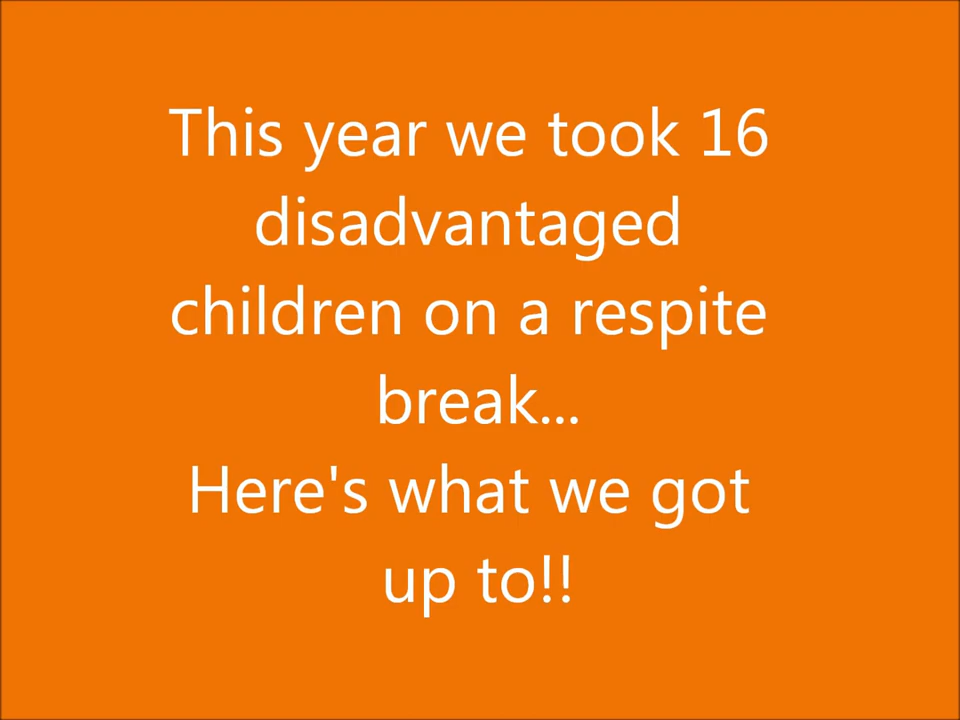 This year we took 16
disadvantaged
children on a respite
break...
Here's what we got
up to!!